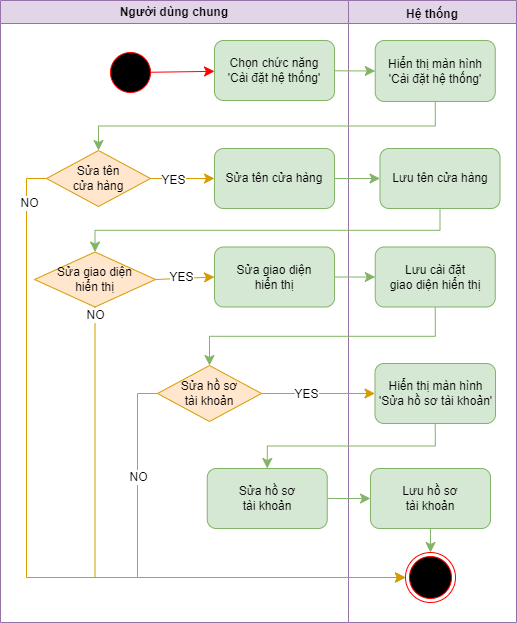 Người dùng chung
Hệ thống
Chọn chức năng
'Cài đặt hệ thống'
Hiển thị màn hình
'Cài đặt hệ thống'
Sửa tên
cửa hàng
YES
Sửa tên cửa hàng
Lưu tên cửa hàng
NO
Sửa giao diện
hiển thị
YES
Sửa giao diện
hiển thị
Lưu cài đặt
giao diện hiển thị
NO
Sửa hồ sơ
tài khoản
YES
Hiển thị màn hình
'Sửa hồ sơ tài khoản'
NO
Sửa hồ sơ
tài khoản
Lưu hồ sơ
tài khoản